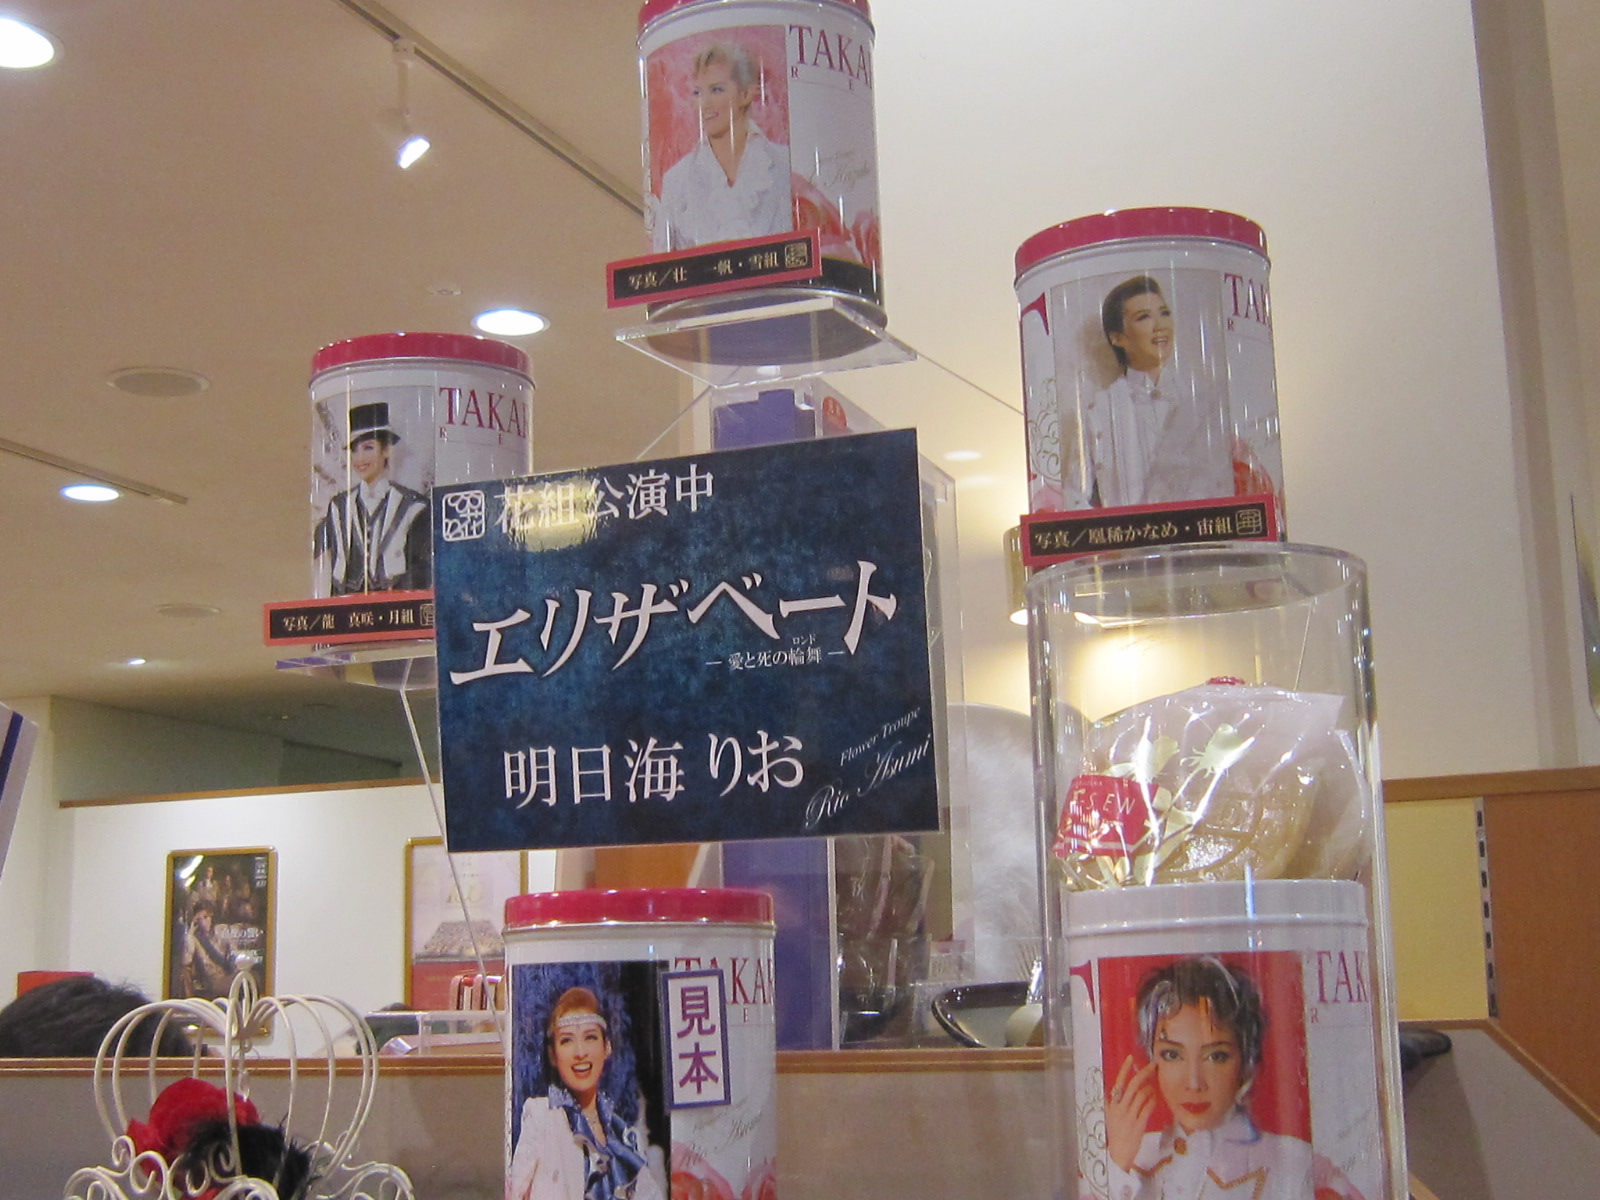 TAKA
R E
写真／壮 一帆・雪組
TAK
R
写真／凰稀かなめ・宙組
TAKA
R E
写真／龍 真咲・月組
花組公演中
エリザベート
ロンド
― 愛と死の輪舞 ―
明日海 りお
Flower Troupe
Rio Asumi
TAKA
見本
TAK
R